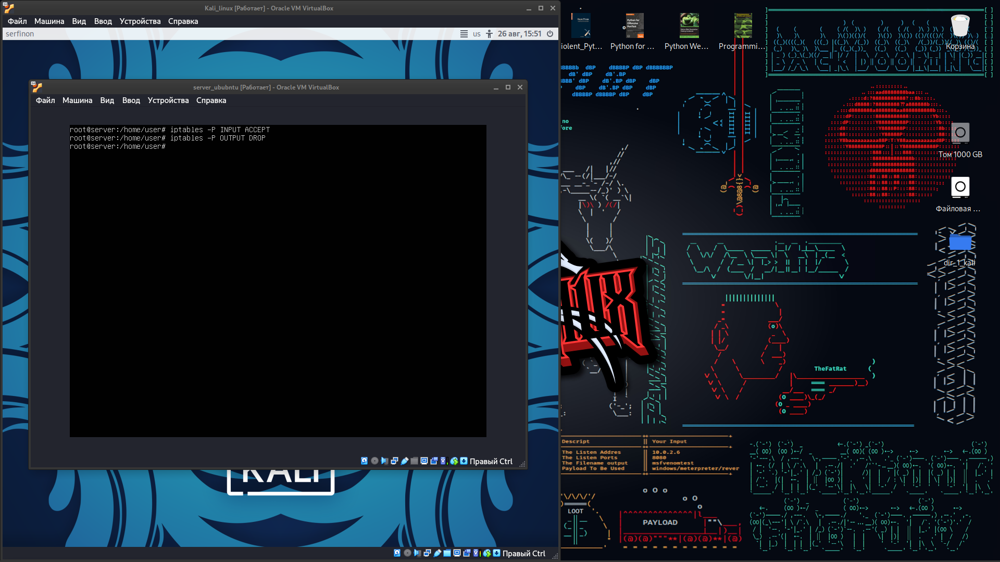 Kali_linux [Работает] - Oracle VM VirtualBox
Файл Машина Вид Ввод Устройства Справка
serfinon
us 26 авг, 15:51
server_ububntu [Работает] - Oracle VM VirtualBox
Файл Машина Вид Ввод Устройства Справка
root@server:/home/user# iptables -P INPUT ACCEPT
root@server:/home/user# iptables -P OUTPUT DROP
root@server:/home/user#
Правый Ctrl
KALI
Правый Ctrl
iolent_Pyt...
Python for ...
Python We...
Programmi...
Корзина
Том 1000 GB
Файловая ...
dir_1_kali
TheFatRat
Descript || Your Input
The Listen Addres || 10.0.2.6
The Listen Ports || 8080
The Filename output || msfvenomtest
Payload To Be Used || windows/meterpreter/rever
LOOT
PAYLOAD